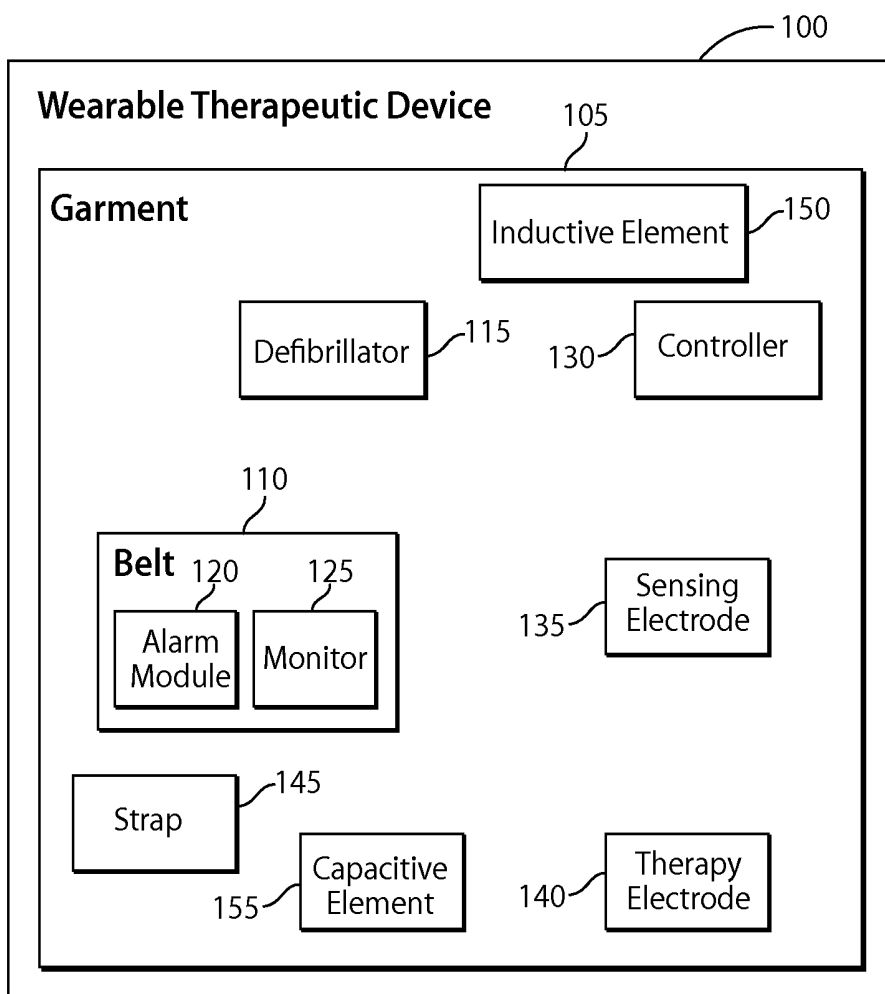 100
Wearable Therapeutic Device
105
Garment
Inductive Element
150
Defibrillator
115
130
Controller
110
Belt
120
125
Alarm
Module
Monitor
135
Sensing
Electrode
Strap
145
155
Capacitive
Element
140
Therapy
Electrode